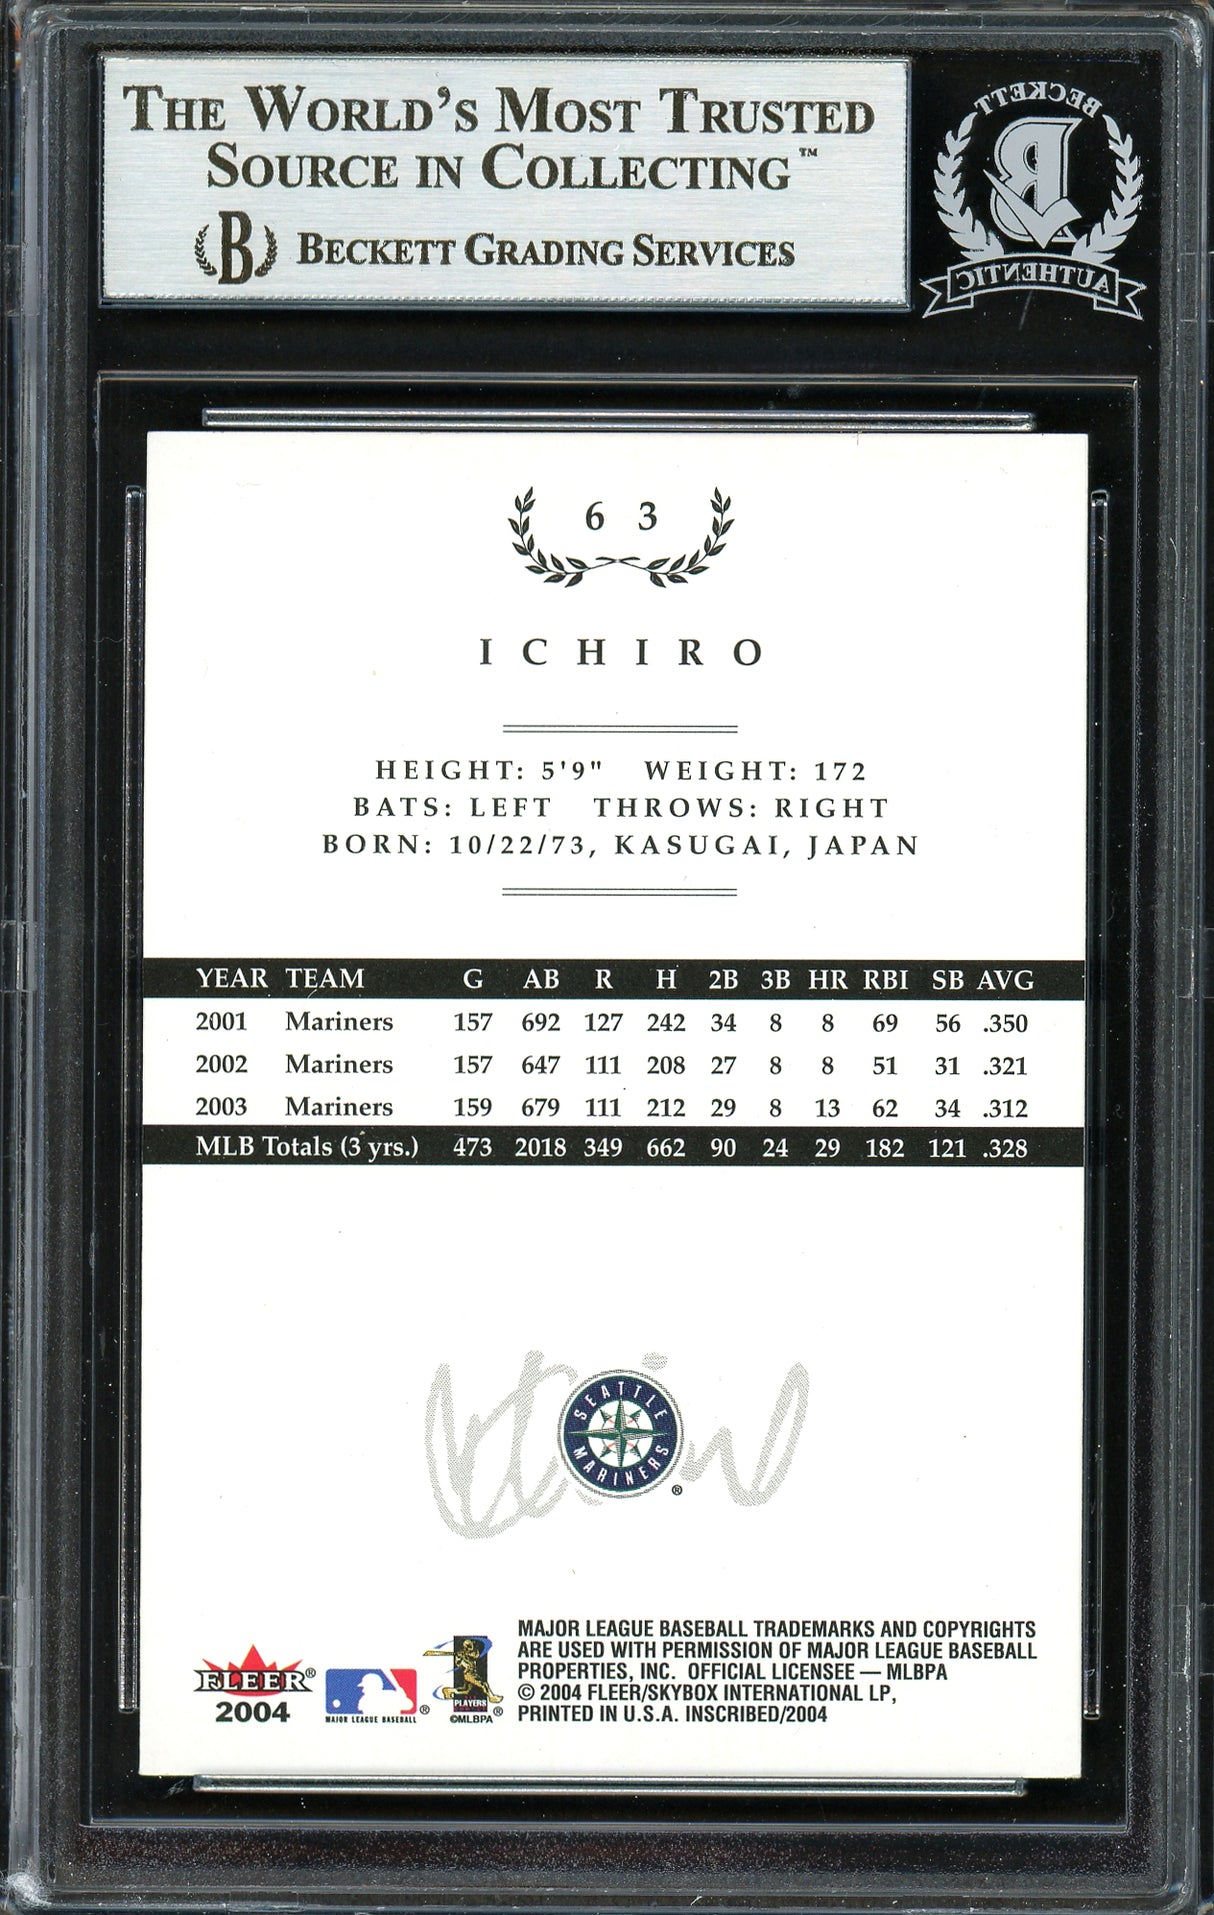 THE WORLD'S MOST TRUSTED
SOURCE IN COLLECTING™
B BECKETT GRADING SERVICES
BECKETT
B
AUTHENTIC
63
ICHIRO
HEIGHT: 5'9" WEIGHT: 172
BATS: LEFT THROWS: RIGHT
BORN: 10/22/73, KASUGAI, JAPAN
YEAR TEAM G AB R H 2B 3B HR RBI SB AVG
2001 Mariners 157 692 127 242 34 8 8 69 56 .350
2002 Mariners 157 647 111 208 27 8 8 51 31 .321
2003 Mariners 159 679 111 212 29 8 13 62 34 .312
MLB Totals (3 yrs.) 473 2018 349 662 90 24 29 182 121 .328
SEATTLE
MARINERS
®
FLEER®
2004
MAJOR LEAGUE BASEBALL ®
PLAYERS
©MLBPA ®
MAJOR LEAGUE BASEBALL TRADEMARKS AND COPYRIGHTS
ARE USED WITH PERMISSION OF MAJOR LEAGUE BASEBALL
PROPERTIES, INC. OFFICIAL LICENSEE — MLBPA
© 2004 FLEER/SKYBOX INTERNATIONAL LP,
PRINTED IN U.S.A. INSCRIBED/2004